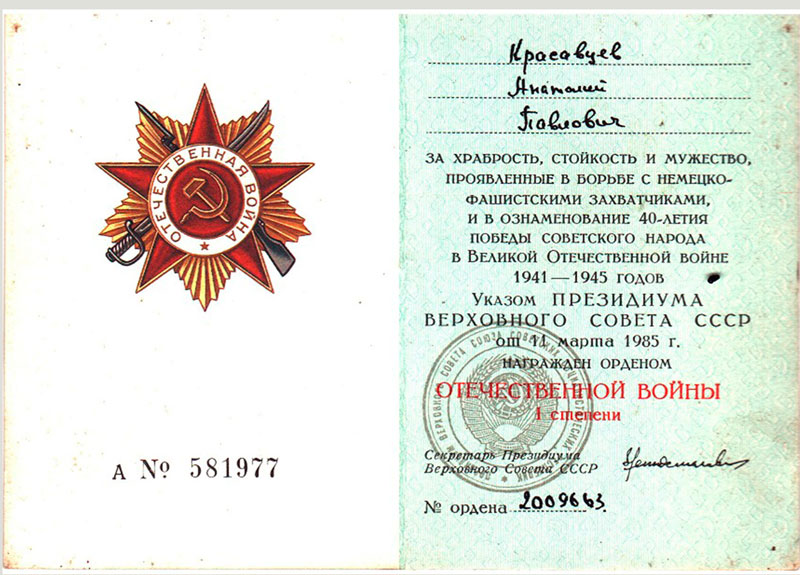 ОТЕЧЕСТВЕННАЯ ВОЙНА
А № 581977
Красавцев
Анатолий
Павлович
ЗА ХРАБРОСТЬ, СТОЙКОСТЬ И МУЖЕСТВО,
ПРОЯВЛЕННЫЕ В БОРЬБЕ С НЕМЕЦКО-
ФАШИСТСКИМИ ЗАХВАТЧИКАМИ,
И В ОЗНАМЕНОВАНИЕ 40-ЛЕТИЯ
ПОБЕДЫ СОВЕТСКОГО НАРОДА
В ВЕЛИКОЙ ОТЕЧЕСТВЕННОЙ ВОЙНЕ
1941—1945 ГОДОВ
УКАЗОМ ПРЕЗИДИУМА
ВЕРХОВНОГО СОВЕТА СССР
от 11 марта 1985 г.
НАГРАЖДЕН ОРДЕНОМ
ОТЕЧЕСТВЕННОЙ ВОЙНЫ
I степени
Секретарь Президиума
Верховного Совета СССР
№ ордена 2009663